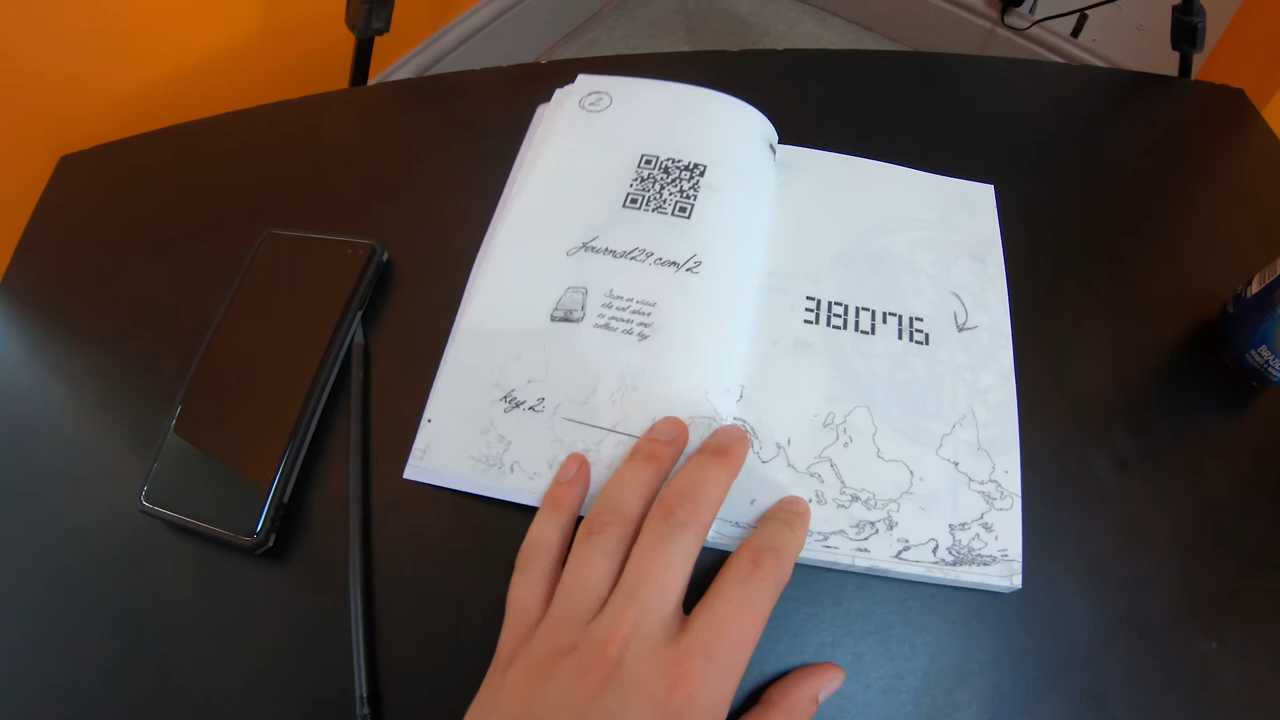 2
Journal29.com/2
Scan or visit
the url above
to answer and
collect the key
key.2:
38076
BRAZI